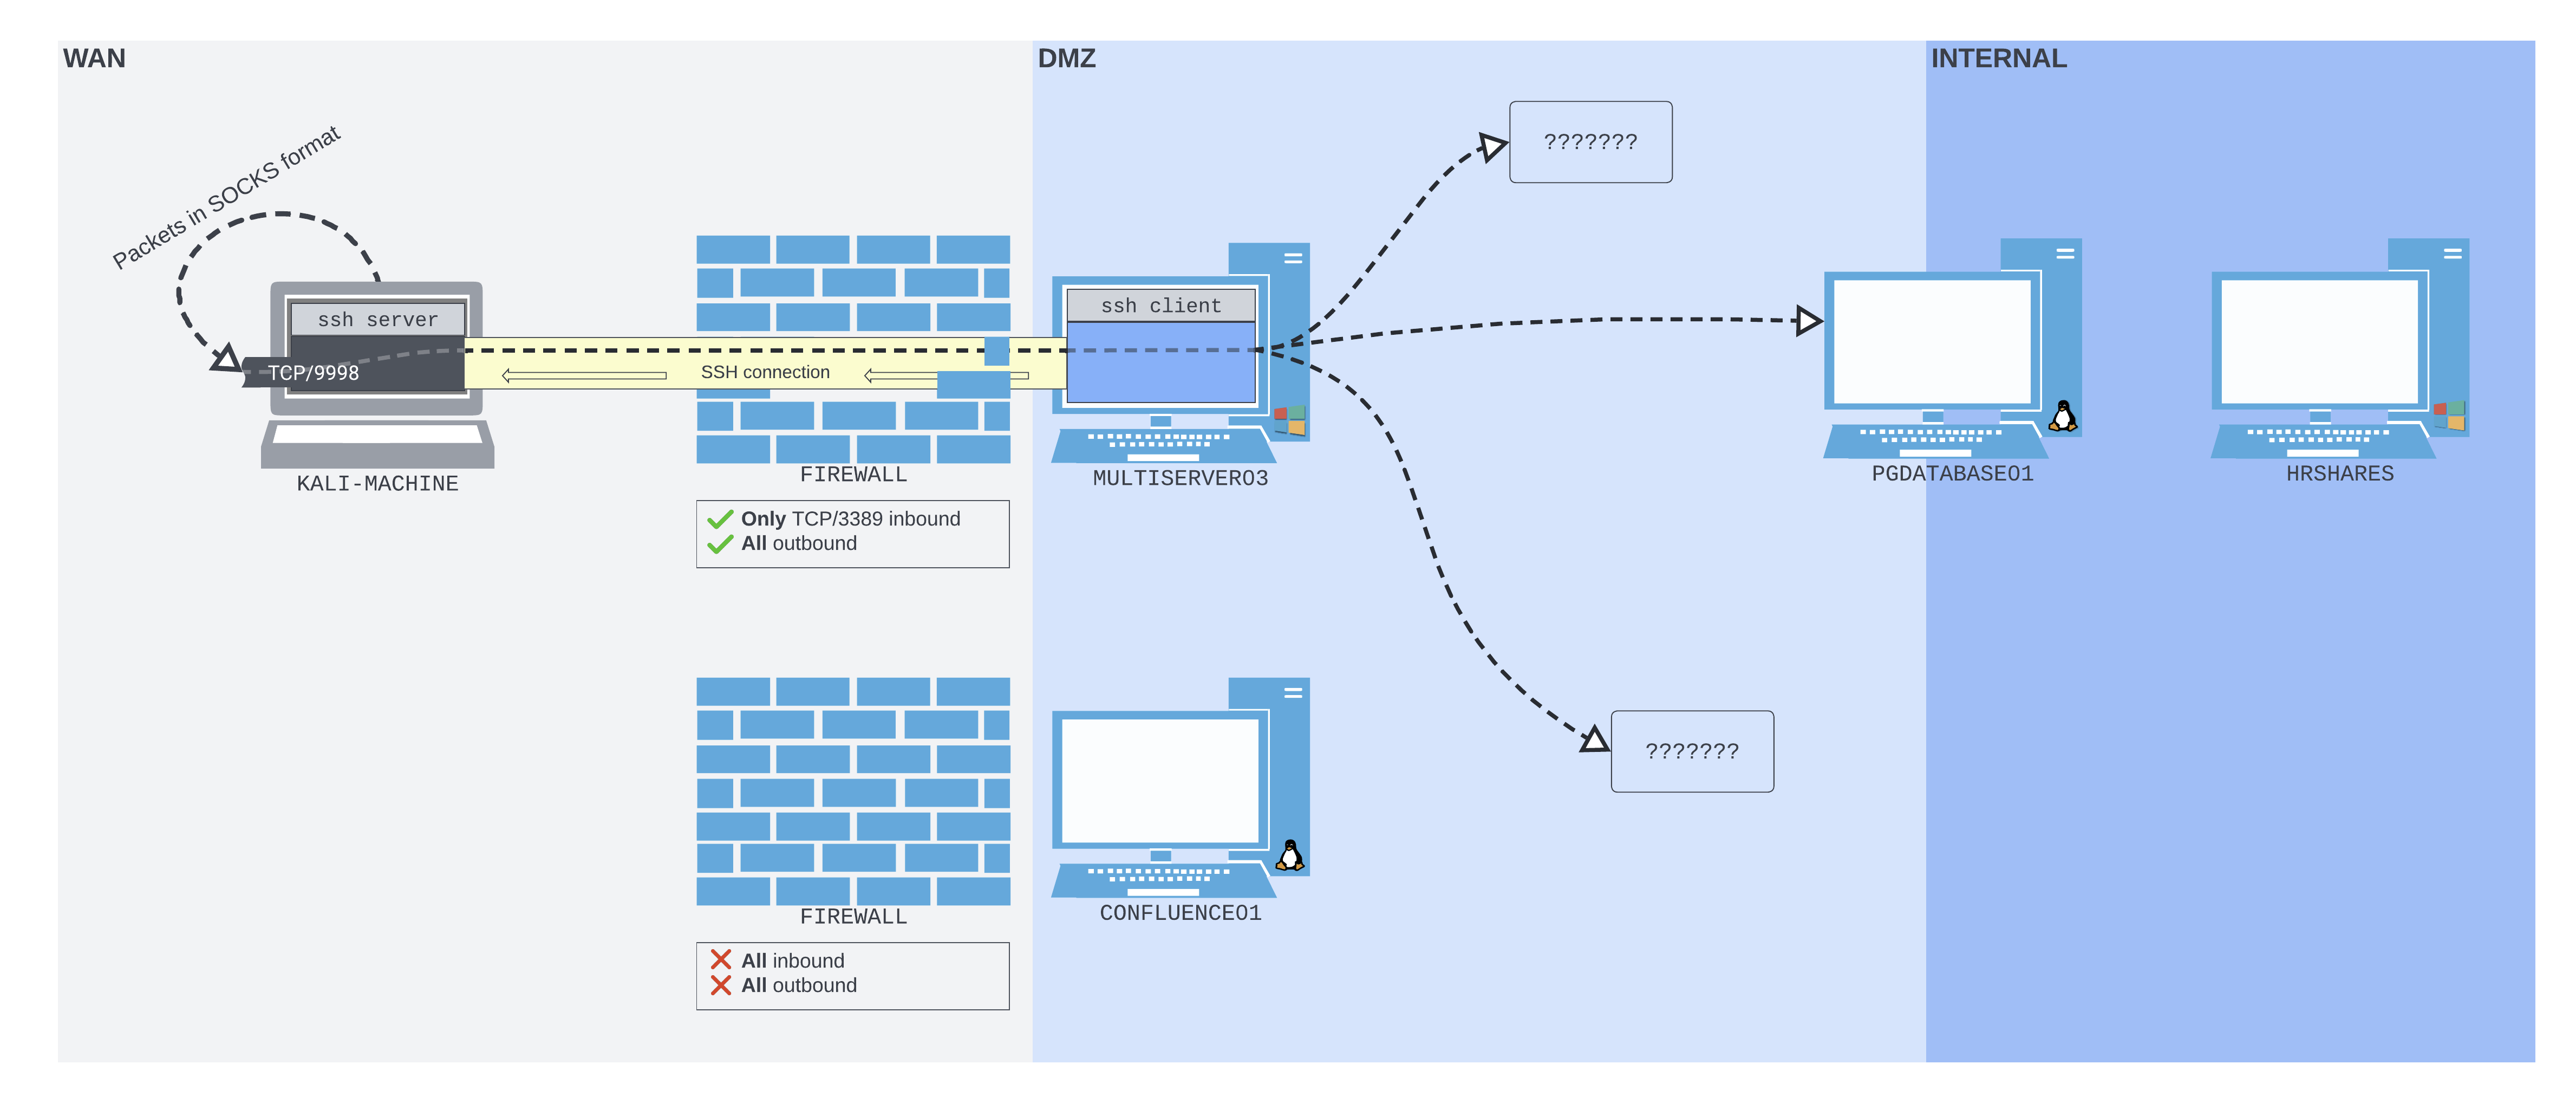 WAN
DMZ
INTERNAL
Packets in SOCKS format
???????
ssh server
ssh client
TCP/9998
SSH connection
KALI-MACHINE
FIREWALL
MULTISERVER03
PGDATABASE01
HRSHARES
Only TCP/3389 inbound
All outbound
???????
FIREWALL
CONFLUENCE01
All inbound
All outbound